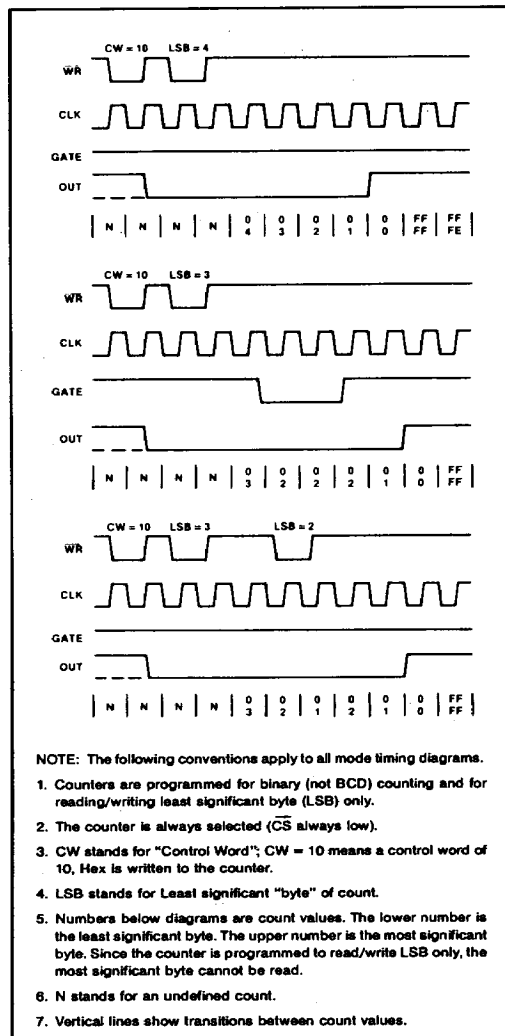 CW = 10 LSB = 4
WR
CLK
GATE
OUT
| N | N | N | N | 0 4 | 0 3 | 0 2 | 0 1 | 0 0 | FF FF | FF FE |
CW = 10 LSB = 3
WR
CLK
GATE
OUT
| N | N | N | N | 0 3 | 0 2 | 0 2 | 0 2 | 0 1 | 0 0 | FF FF |
CW = 10 LSB = 3 LSB = 2
WR
CLK
GATE
OUT
| N | N | N | N | 0 3 | 0 2 | 0 1 | 0 2 | 0 1 | 0 0 | FF FF |
NOTE: The following conventions apply to all mode timing diagrams.
1. Counters are programmed for binary (not BCD) counting and for
reading/writing least significant byte (LSB) only.
2. The counter is always selected (CS always low).
3. CW stands for "Control Word"; CW = 10 means a control word of
10, Hex is written to the counter.
4. LSB stands for Least significant "byte" of count.
5. Numbers below diagrams are count values. The lower number is
the least significant byte. The upper number is the most significant
byte. Since the counter is programmed to read/write LSB only, the
most significant byte cannot be read.
6. N stands for an undefined count.
7. Vertical lines show transitions between count values.